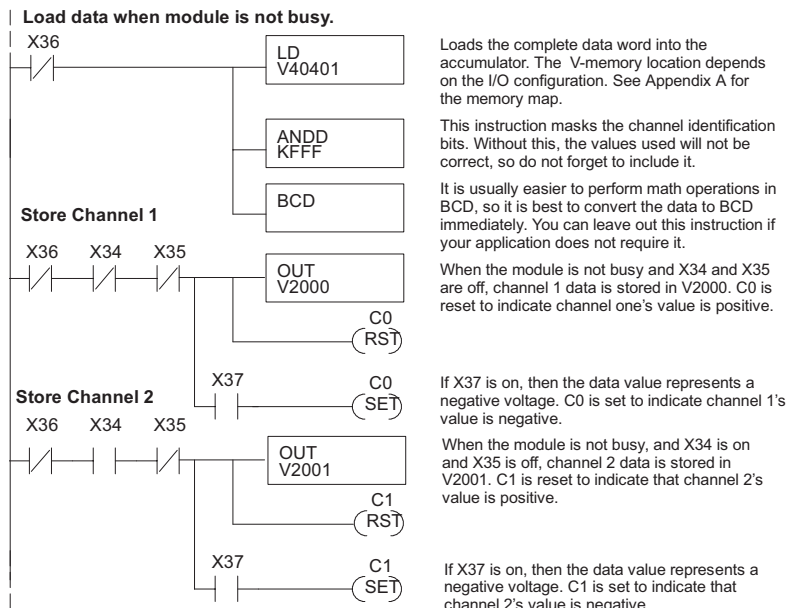 Load data when module is not busy.
X36
LD
V40401
Loads the complete data word into the
accumulator. The V-memory location depends
on the I/O configuration. See Appendix A for
the memory map.
ANDD
KFFF
This instruction masks the channel identification
bits. Without this, the values used will not be
correct, so do not forget to include it.
BCD
It is usually easier to perform math operations in
BCD, so it is best to convert the data to BCD
immediately. You can leave out this instruction if
your application does not require it.
Store Channel 1
X36 X34 X35
OUT
V2000
When the module is not busy and X34 and X35
are off, channel 1 data is stored in V2000. C0 is
reset to indicate channel one's value is positive.
C0
RST
X37
C0
SET
If X37 is on, then the data value represents a
negative voltage. C0 is set to indicate channel 1's
value is negative.
Store Channel 2
X36 X34 X35
OUT
V2001
When the module is not busy, and X34 is on
and X35 is off, channel 2 data is stored in
V2001. C1 is reset to indicate that channel 2's
value is positive.
C1
RST
X37
C1
SET
If X37 is on, then the data value represents a
negative voltage. C1 is set to indicate that
channel 2's value is negative